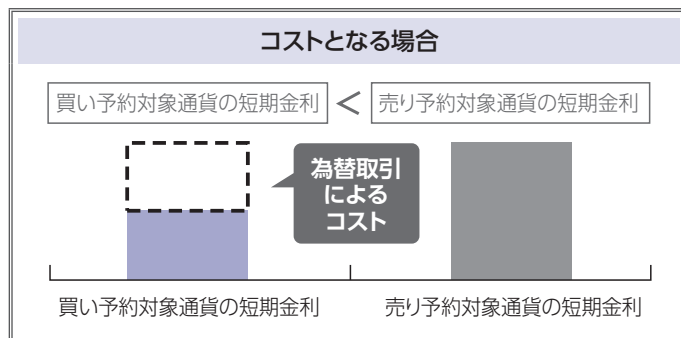 コストとなる場合
買い予約対象通貨の短期金利 < 売り予約対象通貨の短期金利
為替取引
による
コスト
買い予約対象通貨の短期金利
売り予約対象通貨の短期金利